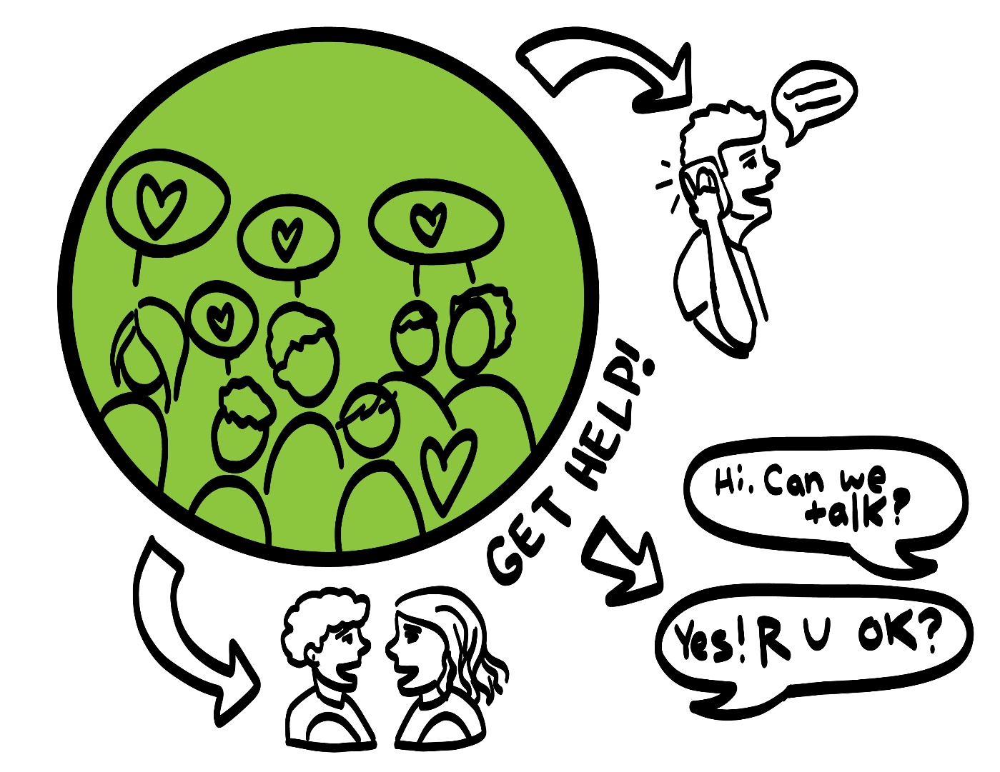 GET HELP!
Hi. Can we
talk?
Yes! R U OK?